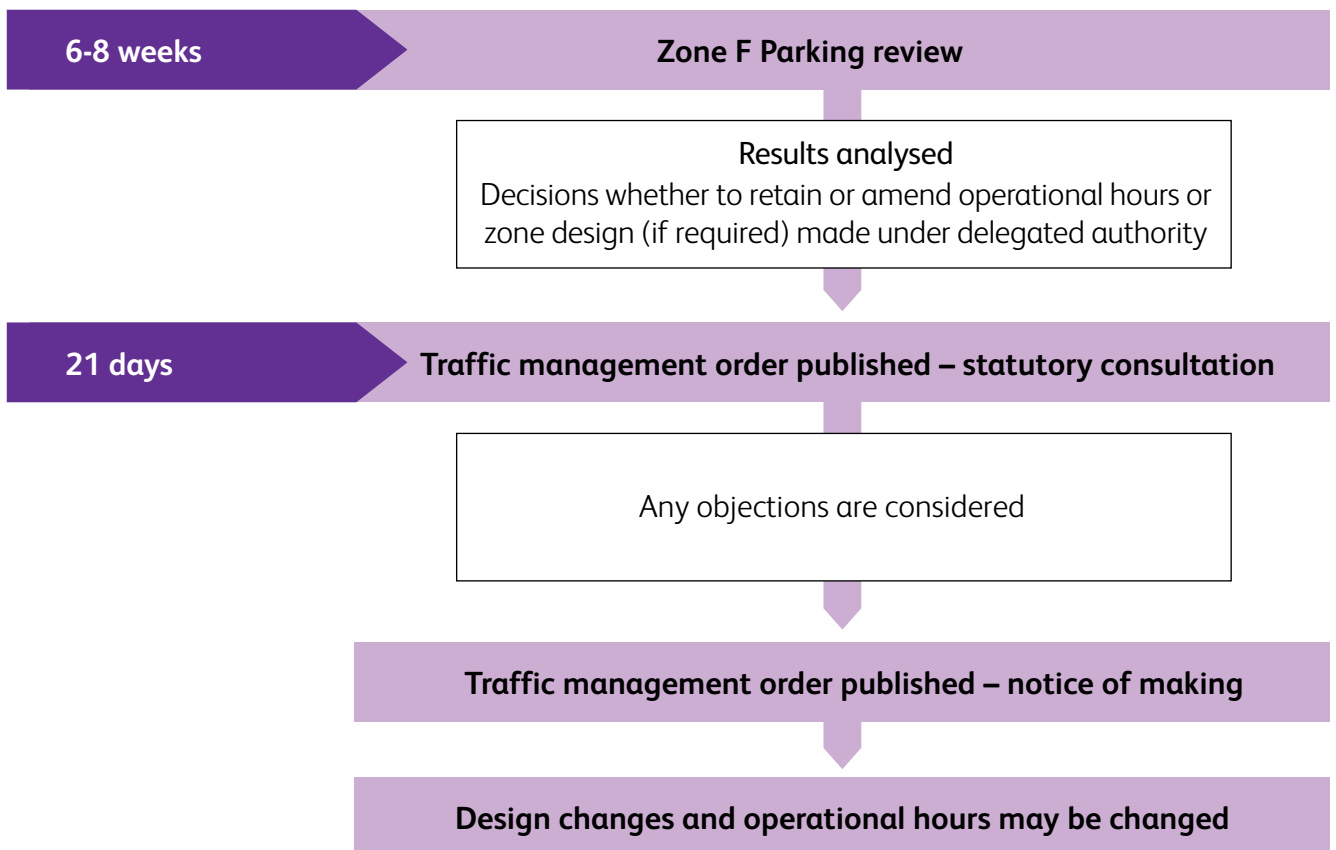 6-8 weeks
Zone F Parking review
Results analysed
Decisions whether to retain or amend operational hours or
zone design (if required) made under delegated authority
21 days
Traffic management order published – statutory consultation
Any objections are considered
Traffic management order published – notice of making
Design changes and operational hours may be changed